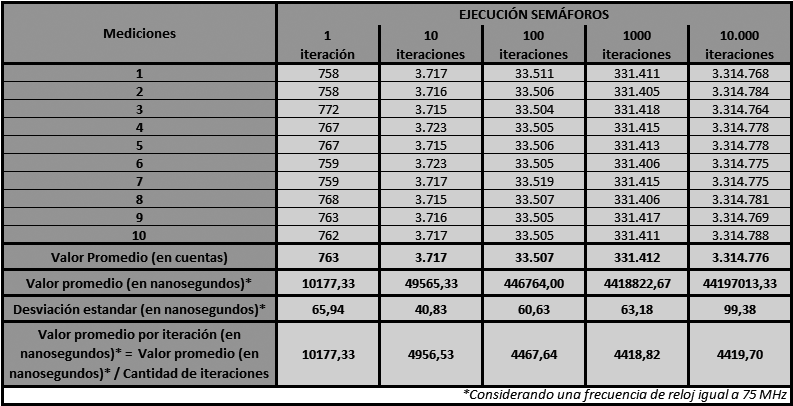 EJECUCIÓN SEMÁFOROS
Mediciones 1 iteración 10 iteraciones 100 iteraciones 1000 iteraciones 10.000 iteraciones
1 758 3.717 33.511 331.411 3.314.768
2 758 3.716 33.506 331.405 3.314.784
3 772 3.715 33.504 331.418 3.314.764
4 767 3.723 33.505 331.415 3.314.778
5 767 3.715 33.506 331.413 3.314.778
6 759 3.723 33.505 331.406 3.314.775
7 759 3.717 33.519 331.415 3.314.775
8 768 3.715 33.507 331.406 3.314.781
9 763 3.716 33.505 331.417 3.314.769
10 762 3.717 33.505 331.411 3.314.788
Valor Promedio (en cuentas) 763 3.717 33.507 331.412 3.314.776
Valor promedio (en nanosegundos)* 10177,33 49565,33 446764,00 4418822,67 44197013,33
Desviación estandar (en nanosegundos)* 65,94 40,83 60,63 63,18 99,38
Valor promedio por iteración (en
nanosegundos)* = Valor promedio (en
nanosegundos)* / Cantidad de iteraciones
10177,33 4956,53 4467,64 4418,82 4419,70
*Considerando una frecuencia de reloj igual a 75 MHz